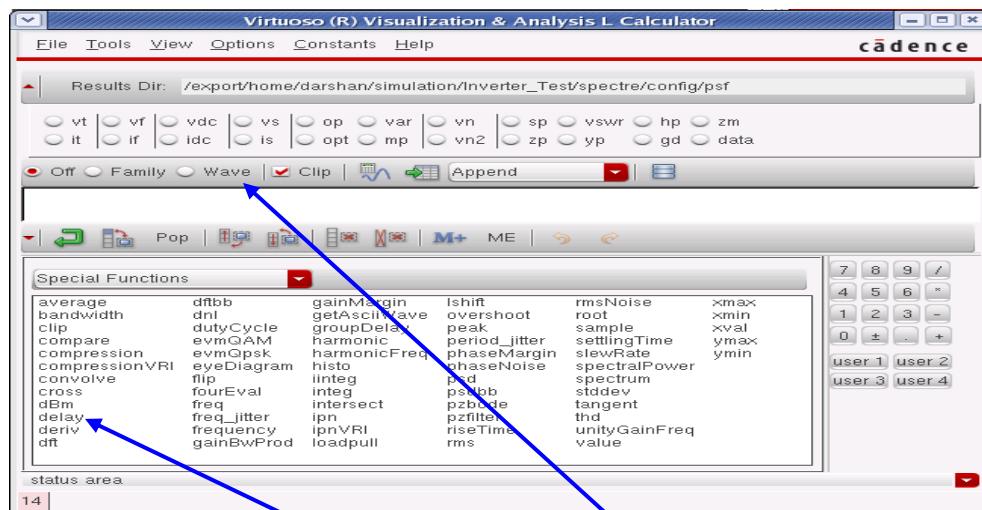 Virtuoso (R) Visualization & Analysis L Calculator
File Tools View Options Constants Help cādence
Results Dir: /export/home/darshan/simulation/Inverter_Test/spectre/config/psf
vt vf vdc vs op var vn sp vswr hp zm
it if idc is opt mp vn2 zp yp gd data
Off Family Wave Clip Append
Pop M+ ME
Special Functions
average dftbb gainMargin lshift rmsNoise xmax
bandwidth dnl getAsciiWave overshoot root xmin
clip dutyCycle groupDelay peak sample xval
compare evmQAM harmonic period_jitter settlingTime ymax
compression evmQpsk harmonicFreq phaseMargin slewRate ymin
compressionVRI eyeDiagram histo phaseNoise spectralPower
convolve flip iinteg psd spectrum
cross fourEval integ psdbb stddev
dBm freq intersect pzbode tangent
delay freq_jitter ipn pzfilter thd
deriv frequency ipnVRI riseTime unityGainFreq
dft gainBwProd loadpull rms value
7 8 9 /
4 5 6 *
1 2 3 -
0 ± . +
user 1 user 2
user 3 user 4
status area
14